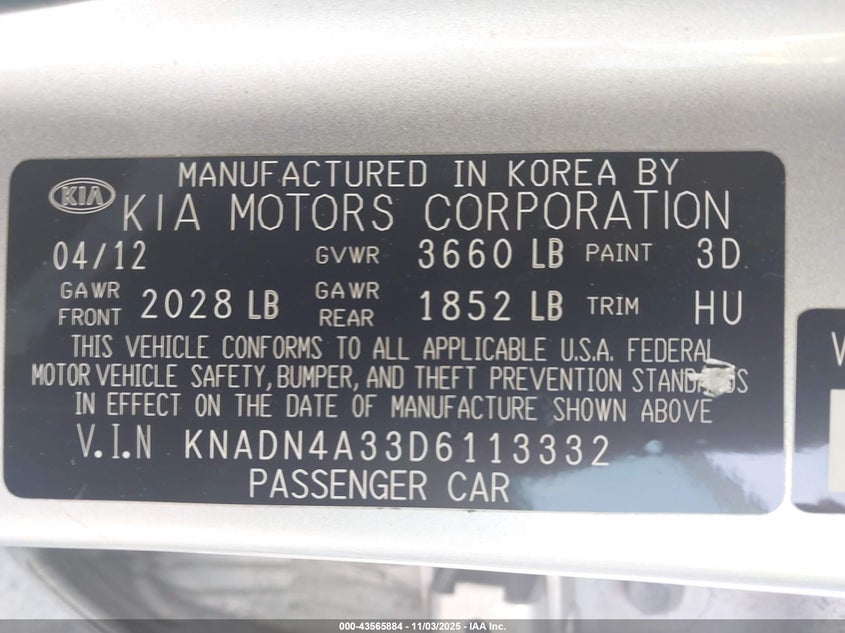 MANUFACTURED IN KOREA BY
KIA KIA MOTORS CORPORATION
04/12 GVWR 3660 LB PAINT 3D
GAWR FRONT 2028 LB GAWR REAR 1852 LB TRIM HU
THIS VEHICLE CONFORMS TO ALL APPLICABLE U.S.A. FEDERAL
MOTOR VEHICLE SAFETY, BUMPER, AND THEFT PREVENTION
IN EFFECT ON THE DATE OF MANUFACTURE SHOWN ABOVE
V.I.N KNADN4A33D6113332
PASSENGER CAR
V
000-43565884 - 11/03/2025 - IAA Inc.